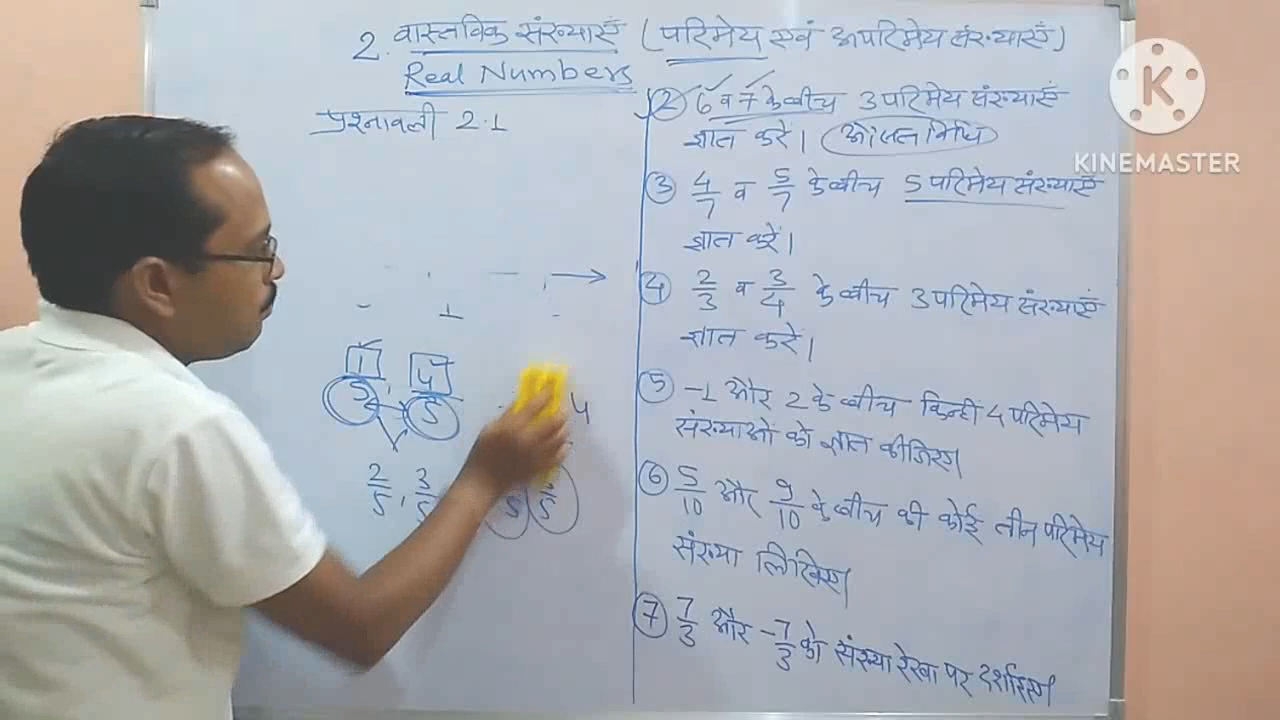 2. वास्तविक संख्याएँ (परिमेय एवं अपरिमेय संख्याएँ)
Real Numbers
प्रश्नावली 2.1
② 6 व 7 के बीच 3 परिमेय संख्याएँ
ज्ञात करें। औसत विधि
③ 4/7 व 5/7 के बीच 5 परिमेय संख्याएँ
ज्ञात करें।
④ 2/3 व 3/4 के बीच 3 परिमेय संख्याएँ
ज्ञात करें।
⑤ -1 और 2 के बीच किन्ही 4 परिमेय
संख्याओं को ज्ञात कीजिए।
⑥ 5/10 और 9/10 के बीच की कोई तीन परिमेय
संख्या लिखिए।
⑦ 7/3 और -7/3 को संख्या रेखा पर दर्शाइए।
1
1/5, 4/5
4
2/5, 3/5
K
KINEMASTER